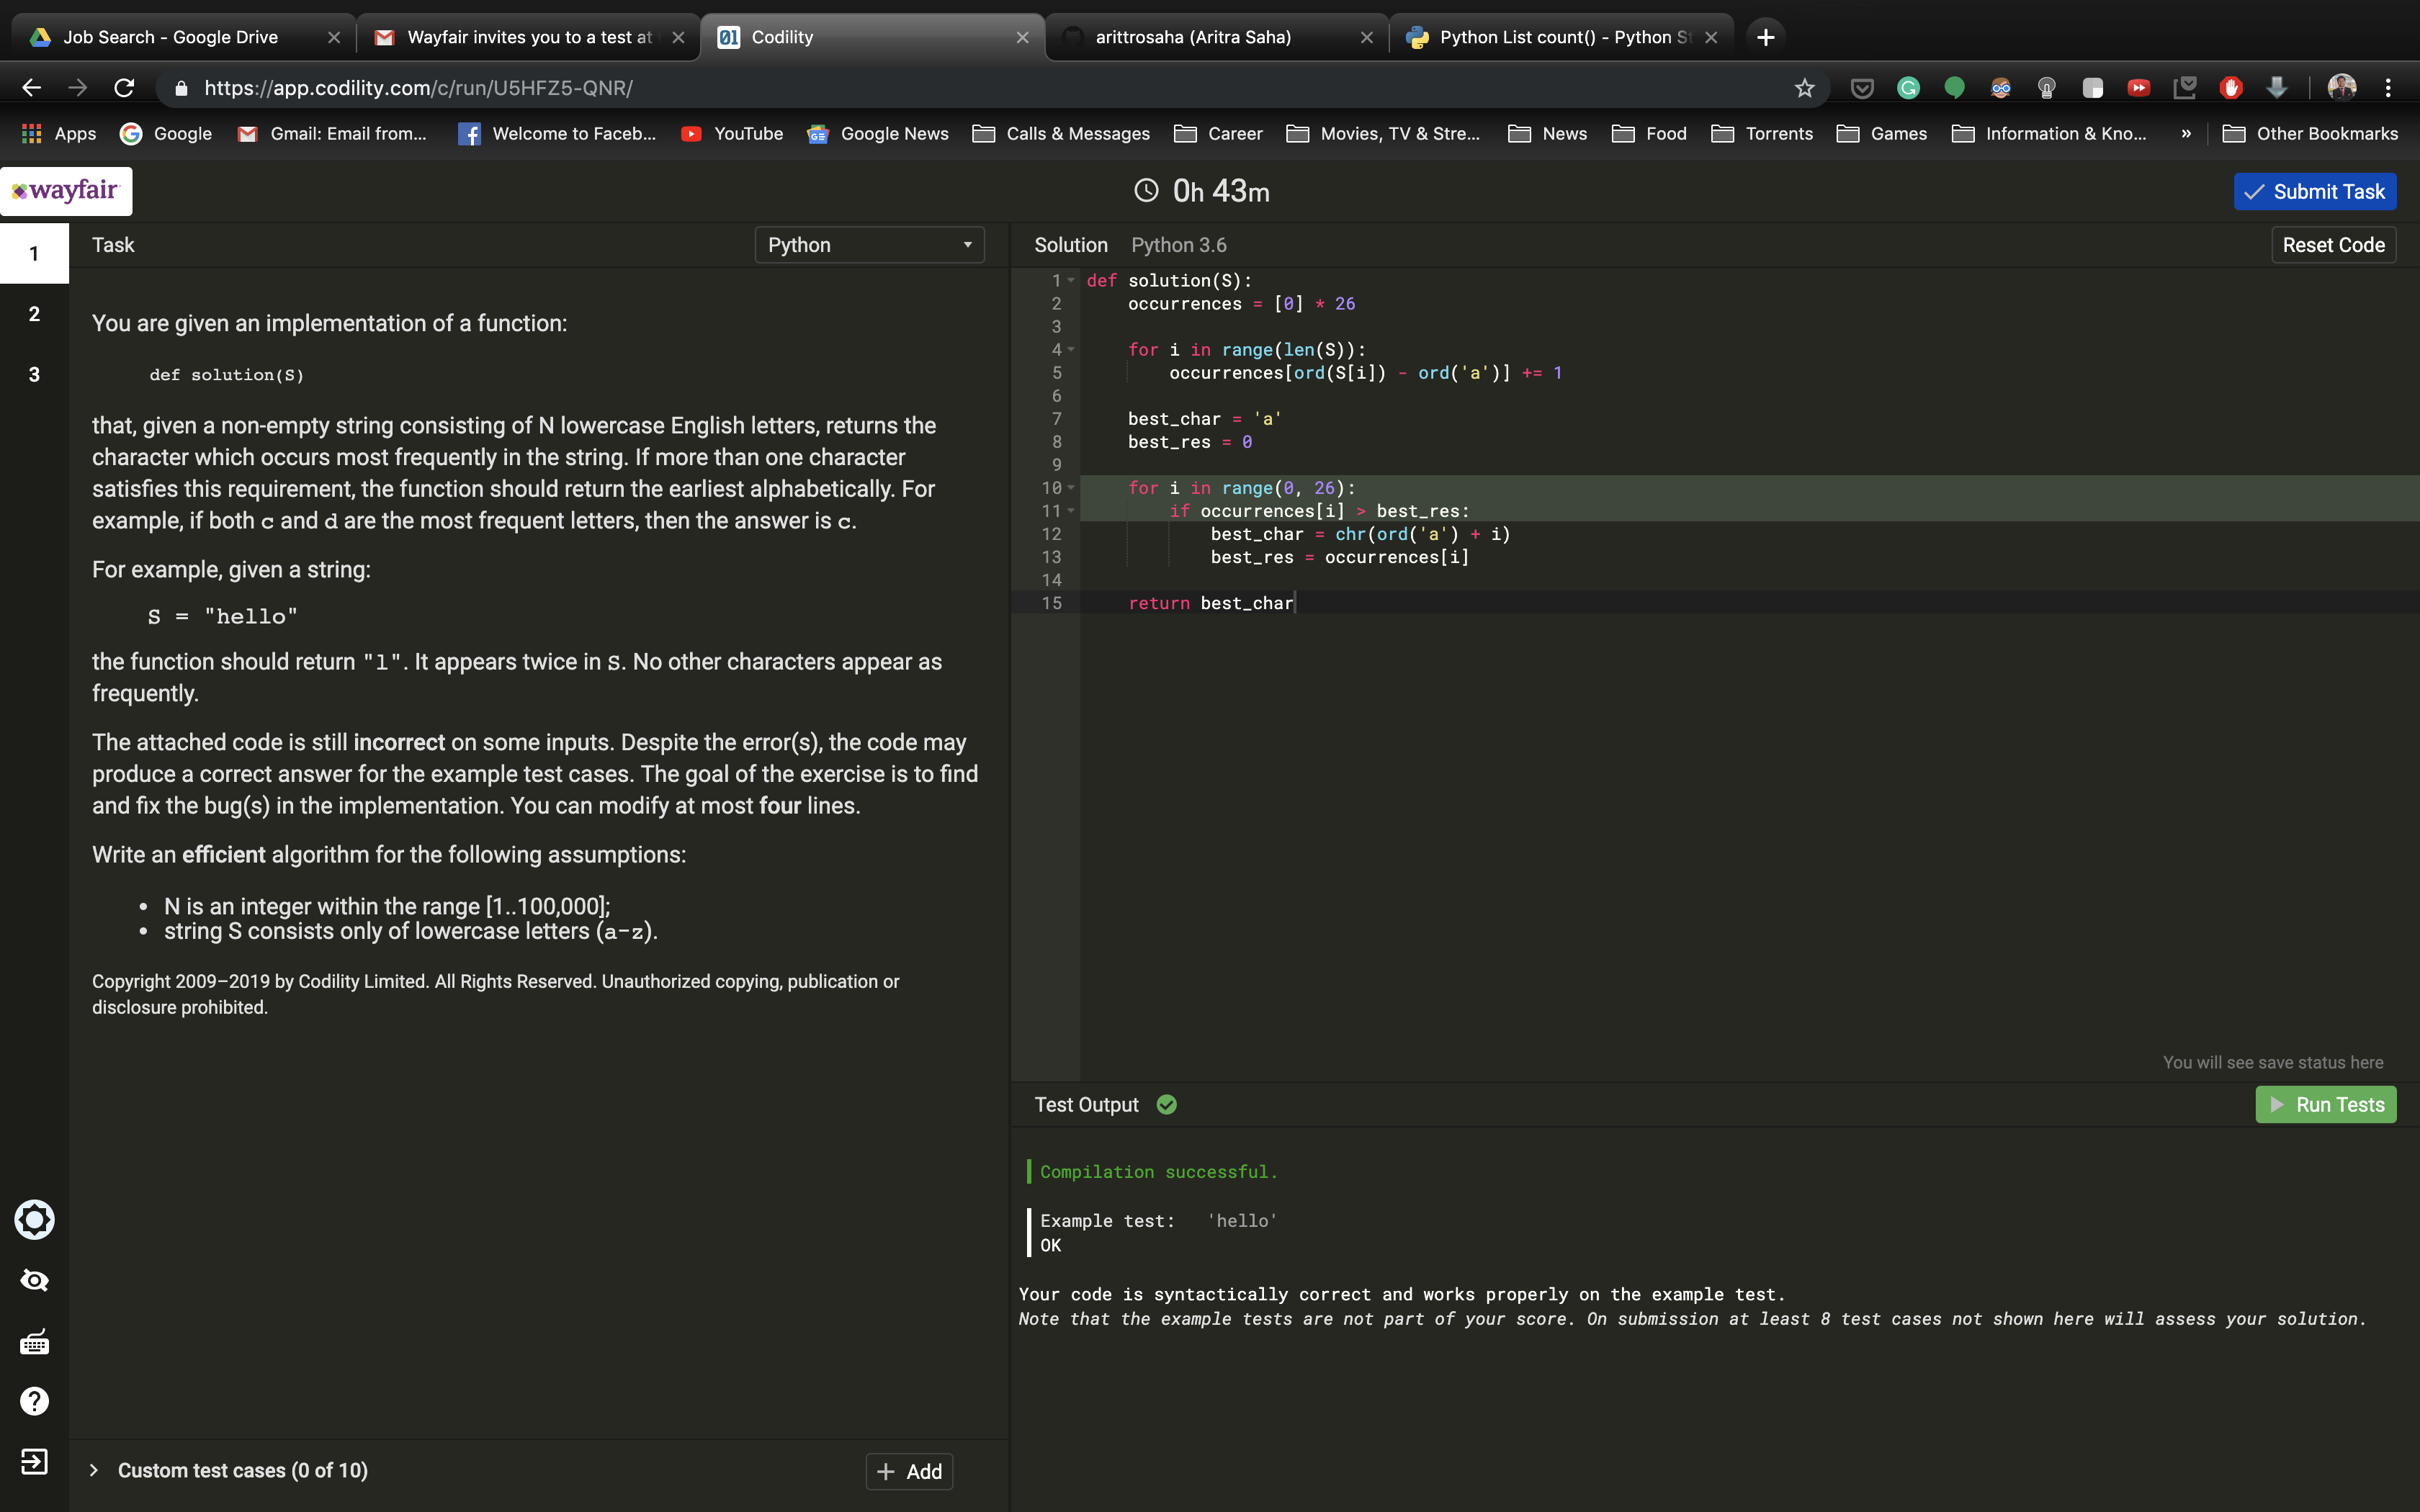 Job Search - Google Drive
Wayfair invites you to a test at
Codility
arittrosaha (Aritra Saha)
Python List count() - Python S
https://app.codility.com/c/run/U5HFZ5-QNR/
Apps
Google
Gmail: Email from...
Welcome to Faceb...
YouTube
Google News
Calls & Messages
Career
Movies, TV & Stre...
News
Food
Torrents
Games
Information & Kno...
»
Other Bookmarks
wayfair
0h 43m
Submit Task
1
2
3
Task
Python
You are given an implementation of a function:
def solution(S)
that, given a non-empty string consisting of N lowercase English letters, returns the
character which occurs most frequently in the string. If more than one character
satisfies this requirement, the function should return the earliest alphabetically. For
example, if both c and d are the most frequent letters, then the answer is c.
For example, given a string:
S = "hello"
the function should return "l". It appears twice in S. No other characters appear as
frequently.
The attached code is still incorrect on some inputs. Despite the error(s), the code may
produce a correct answer for the example test cases. The goal of the exercise is to find
and fix the bug(s) in the implementation. You can modify at most four lines.
Write an efficient algorithm for the following assumptions:
• N is an integer within the range [1..100,000];
• string S consists only of lowercase letters (a-z).
Copyright 2009–2019 by Codility Limited. All Rights Reserved. Unauthorized copying, publication or
disclosure prohibited.
Custom test cases (0 of 10)
+ Add
Solution Python 3.6
Reset Code
1 def solution(S):
2 occurrences = [0] * 26
3
4 for i in range(len(S)):
5 occurrences[ord(S[i]) - ord('a')] += 1
6
7 best_char = 'a'
8 best_res = 0
9
10 for i in range(0, 26):
11 if occurrences[i] > best_res:
12 best_char = chr(ord('a') + i)
13 best_res = occurrences[i]
14
15 return best_char
You will see save status here
Test Output
Run Tests
Compilation successful.
Example test: 'hello'
OK
Your code is syntactically correct and works properly on the example test.
Note that the example tests are not part of your score. On submission at least 8 test cases not shown here will assess your solution.